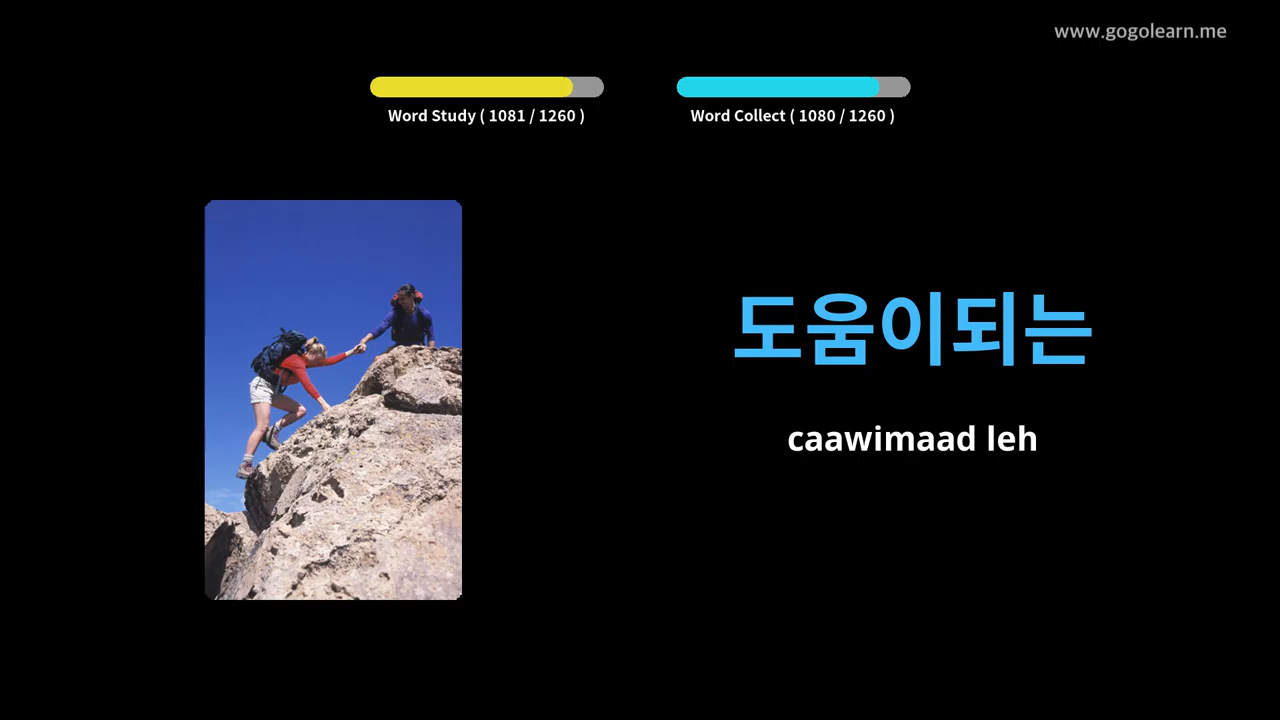 www.gogolearn.me
Word Study ( 1081 / 1260 )
Word Collect ( 1080 / 1260 )
도움이되는
caawimaad leh